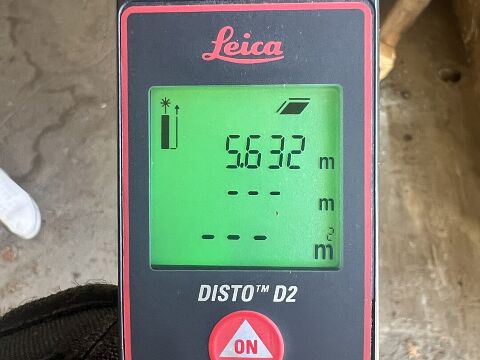 Leica
5.632 m
--- m
--- m²
DISTO™ D2
ON